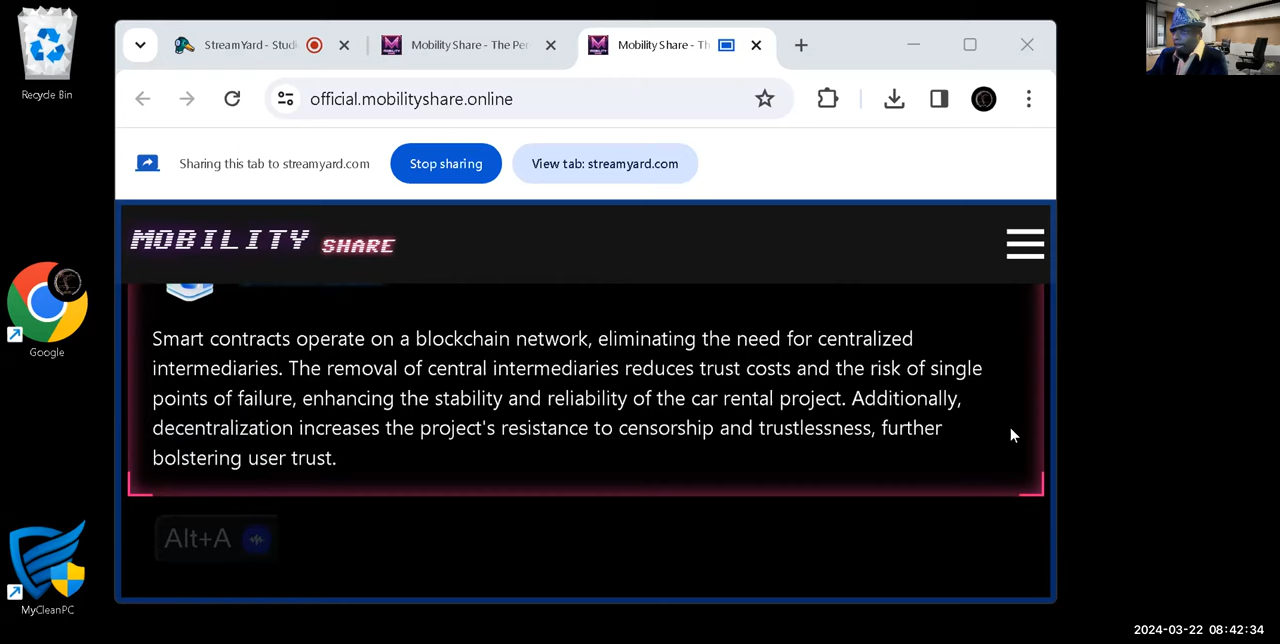 StreamYard - Studi
Mobility Share - The Per
Mobility Share - Th
official.mobilityshare.online
Sharing this tab to streamyard.com
Stop sharing
View tab: streamyard.com
MOBILITY SHARE
Smart contracts operate on a blockchain network, eliminating the need for centralized
intermediaries. The removal of central intermediaries reduces trust costs and the risk of single
points of failure, enhancing the stability and reliability of the car rental project. Additionally,
decentralization increases the project's resistance to censorship and trustlessness, further
bolstering user trust.
Alt+A
Recycle Bin
Google
MyCleanPC
2024-03-22 08:42:34